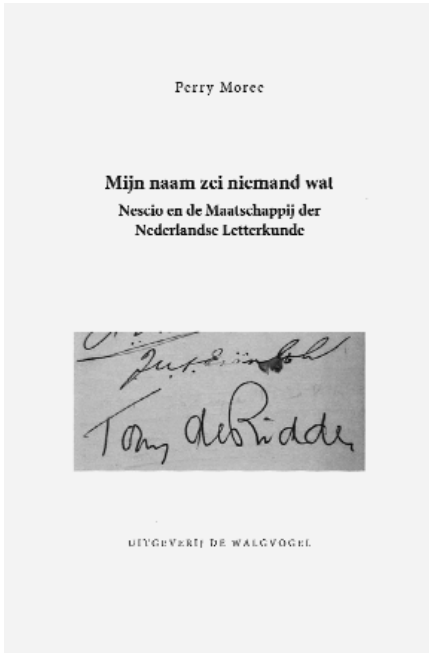 Perry Moree
Mijn naam zei niemand wat
Nescio en de Maatschappij der
Nederlandse Letterkunde
Tony de Ridder
UITGEVERIJ DE WALGVOGEL